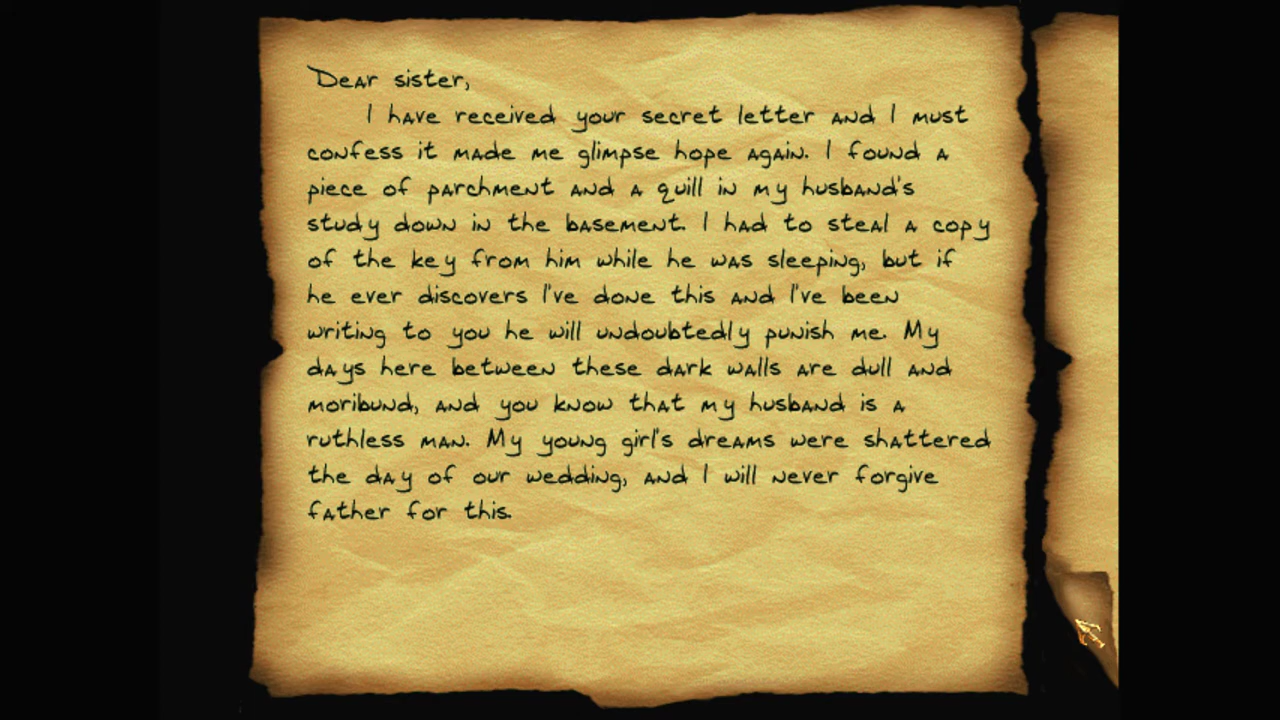 Dear sister,
I have received your secret letter and I must
confess it made me glimpse hope again. I found a
piece of parchment and a quill in my husband's
study down in the basement. I had to steal a copy
of the key from him while he was sleeping, but if
he ever discovers I've done this and I've been
writing to you he will undoubtedly punish me. My
days here between these dark walls are dull and
moribund, and you know that my husband is a
ruthless man. My young girl's dreams were shattered
the day of our wedding, and I will never forgive
father for this.